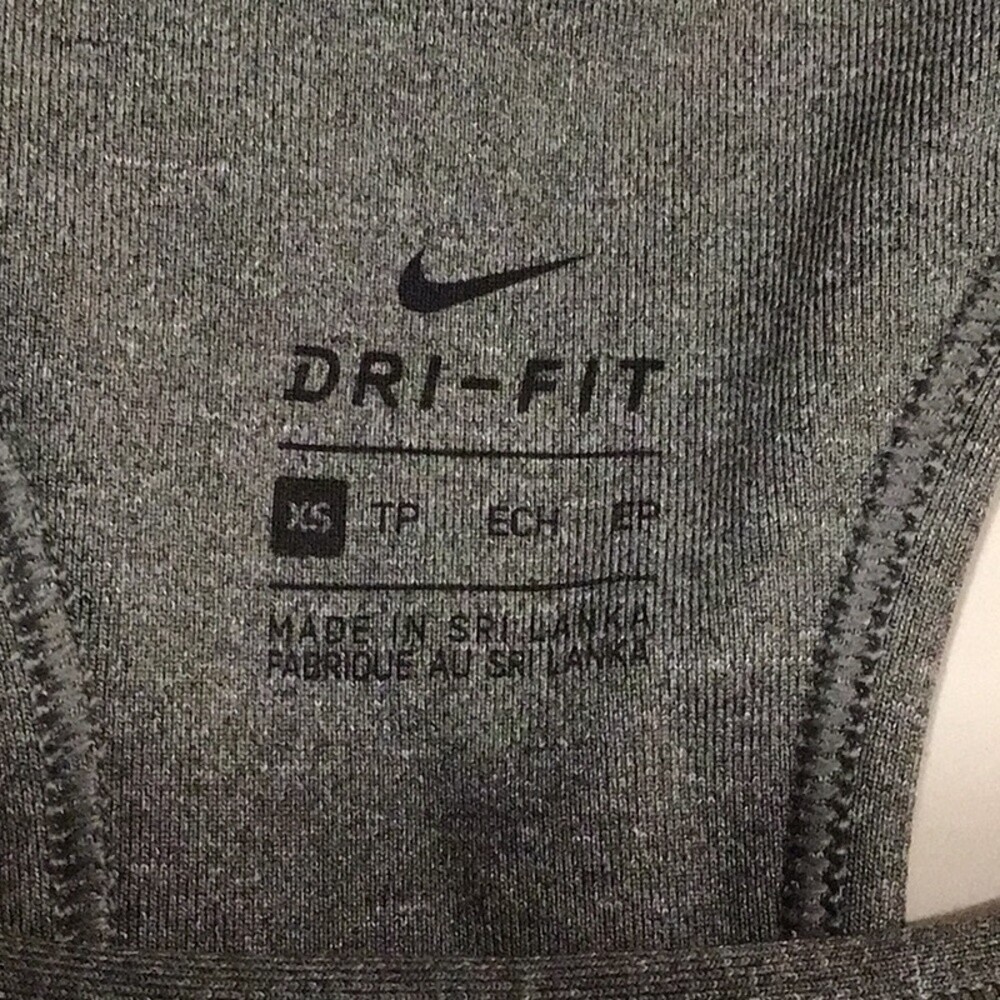 DRI-FIT
XS TP ECH EP
MADE IN SRI LANKA
FABRIQUE AU SRI LANKA